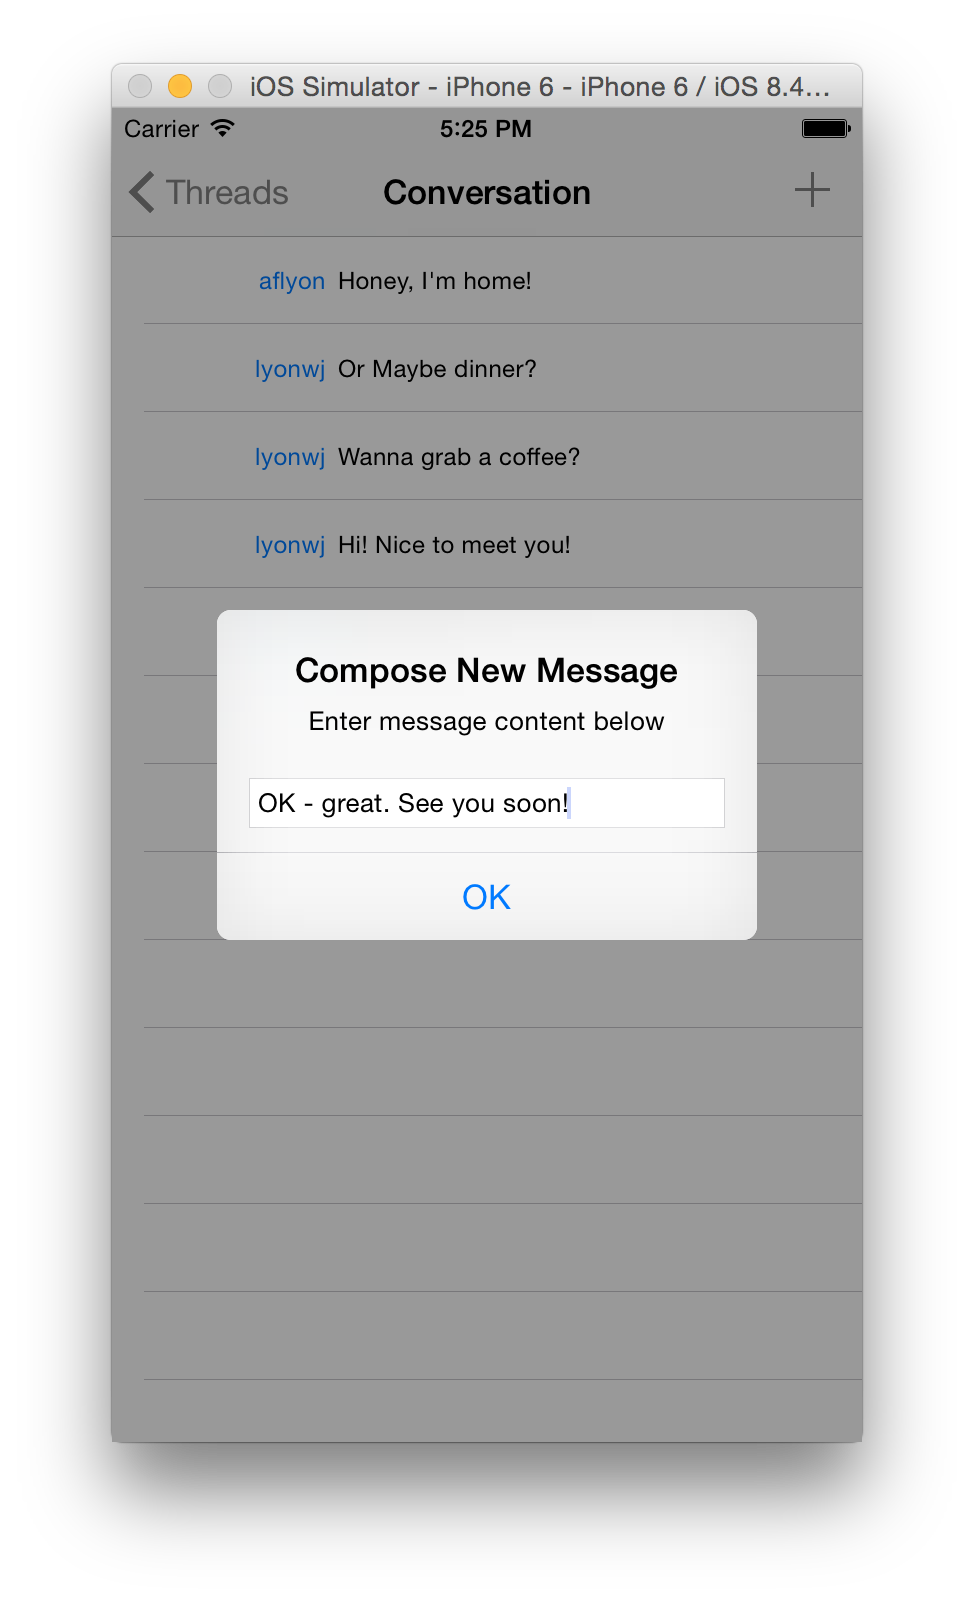 iOS Simulator - iPhone 6 - iPhone 6 / iOS 8.4...
Carrier 5:25 PM
Threads Conversation
aflyon Honey, I'm home!
lyonwj Or Maybe dinner?
lyonwj Wanna grab a coffee?
lyonwj Hi! Nice to meet you!
Compose New Message
Enter message content below
OK - great. See you soon!
OK